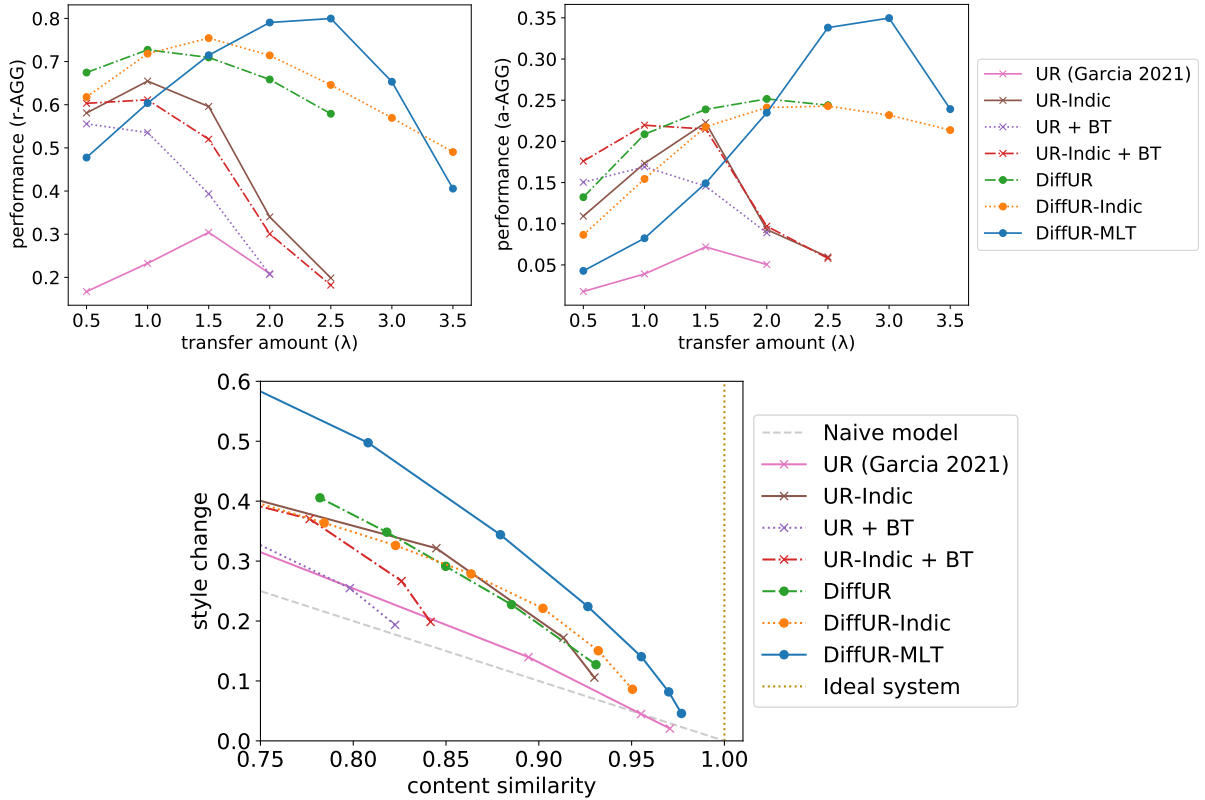 performance (r-AGG)
0.8
0.7
0.6
0.5
0.4
0.3
0.2
0.5 1.0 1.5 2.0 2.5 3.0 3.5
transfer amount (λ)
performance (a-AGG)
0.35
0.30
0.25
0.20
0.15
0.10
0.05
0.5 1.0 1.5 2.0 2.5 3.0 3.5
transfer amount (λ)
UR (Garcia 2021)
UR-Indic
UR + BT
UR-Indic + BT
DiffUR
DiffUR-Indic
DiffUR-MLT
style change
0.6
0.5
0.4
0.3
0.2
0.1
0.0
0.75 0.80 0.85 0.90 0.95 1.00
content similarity
Naive model
UR (Garcia 2021)
UR-Indic
UR + BT
UR-Indic + BT
DiffUR
DiffUR-Indic
DiffUR-MLT
Ideal system